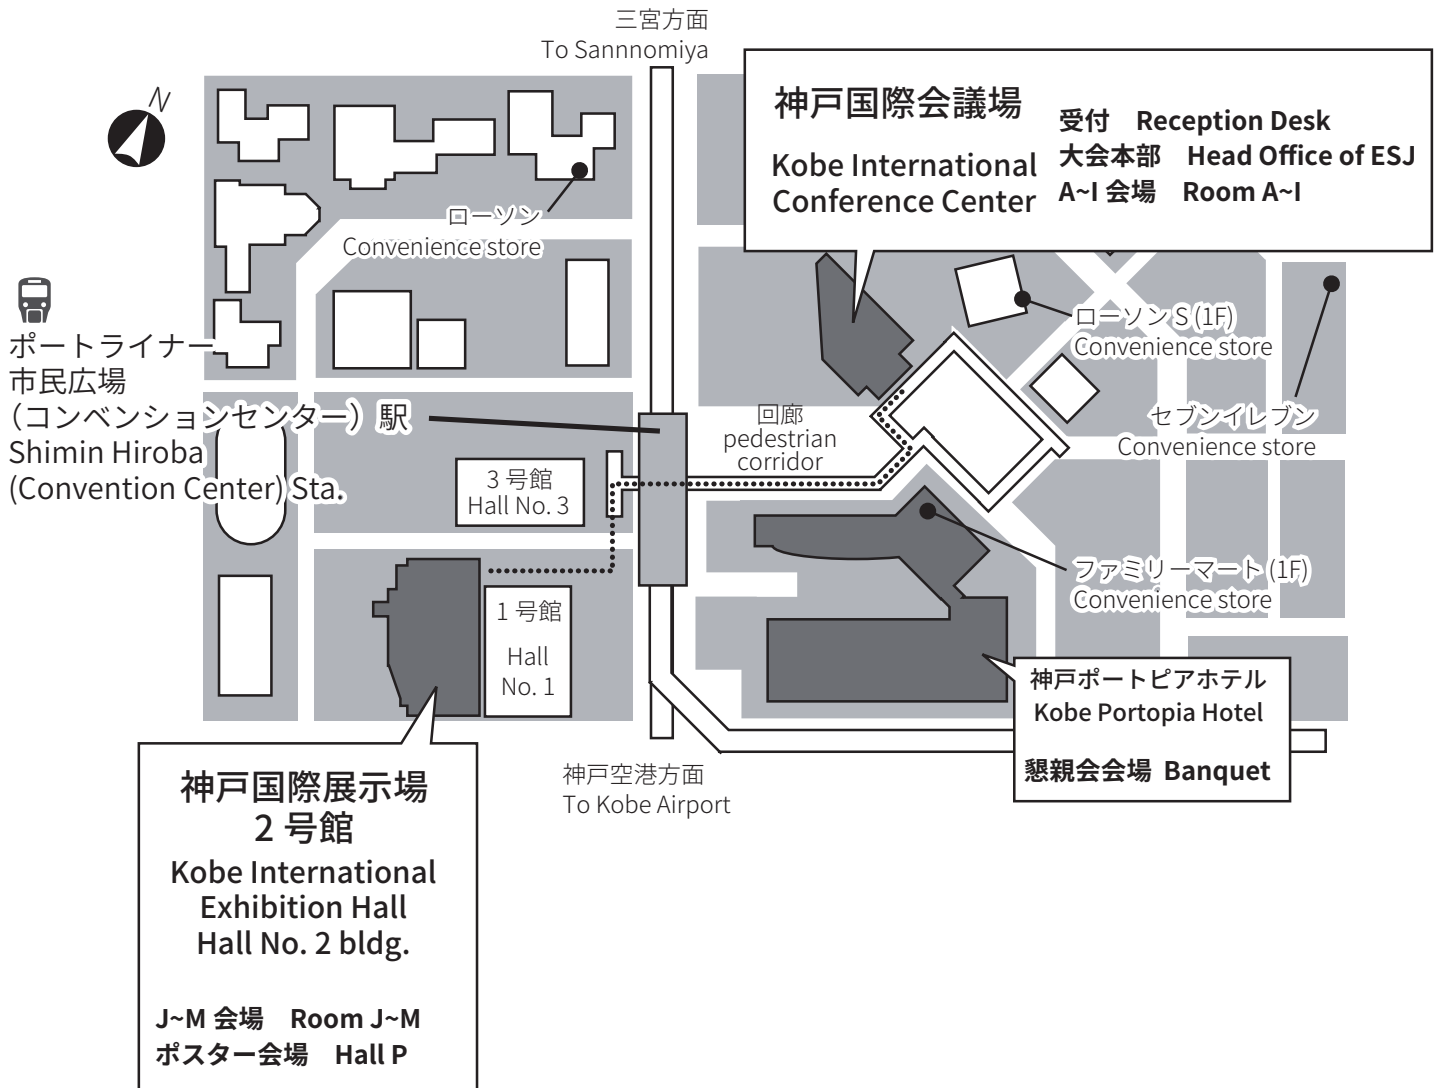 三宮方面
To Sannnomiya
N
神戸国際会議場
Kobe International
Conference Center
受付　Reception Desk
大会本部　Head Office of ESJ
A~I 会場　Room A~I
ローソン
Convenience store
ローソン S (1F)
Convenience store
ポートライナー
市民広場
（コンベンションセンター）駅
Shimin Hiroba
(Convention Center) Sta.
回廊
pedestrian
corridor
セブンイレブン
Convenience store
3 号館
Hall No. 3
ファミリーマート (1F)
Convenience store
1 号館
Hall
No. 1
神戸ポートピアホテル
Kobe Portopia Hotel
懇親会会場 Banquet
神戸空港方面
To Kobe Airport
神戸国際展示場
2 号館
Kobe International
Exhibition Hall
Hall No. 2 bldg.
J~M 会場　Room J~M
ポスター会場　Hall P